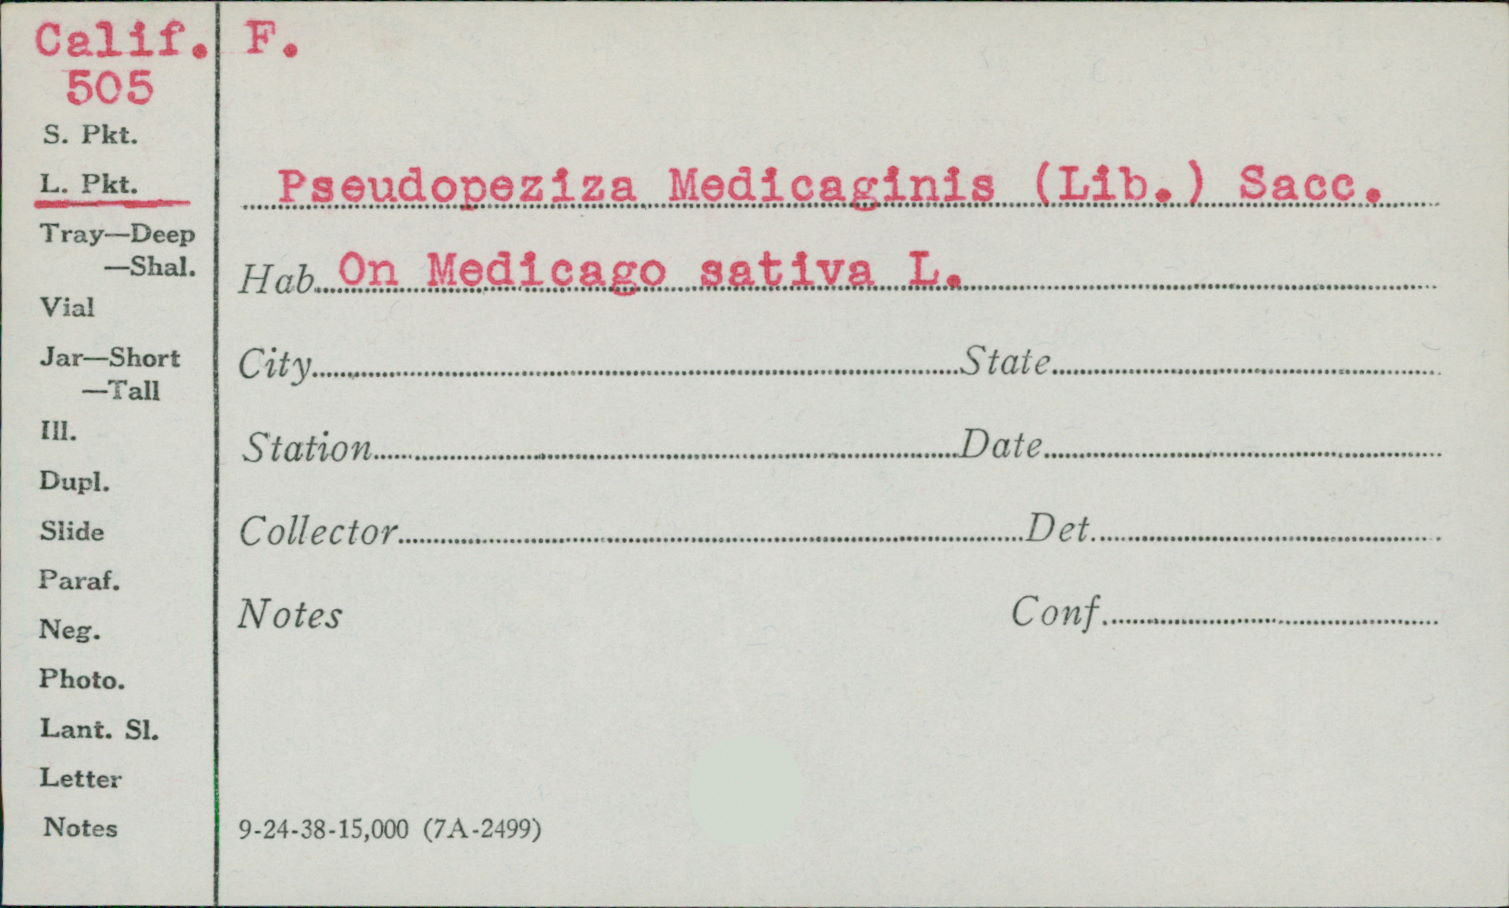 Calif. F.
505
S. Pkt.
L. Pkt.
Pseudopeziza Medicaginis (Lib.) Sacc.
Tray—Deep
—Shal.
Hab. On Medicago sativa L.
Vial
Jar—Short
—Tall
City State
Ill.
Station Date
Dupl.
Slide
Collector Det.
Paraf.
Neg.
Notes Conf.
Photo.
Lant. Sl.
Letter
Notes
9-24-38-15,000 (7A-2499)